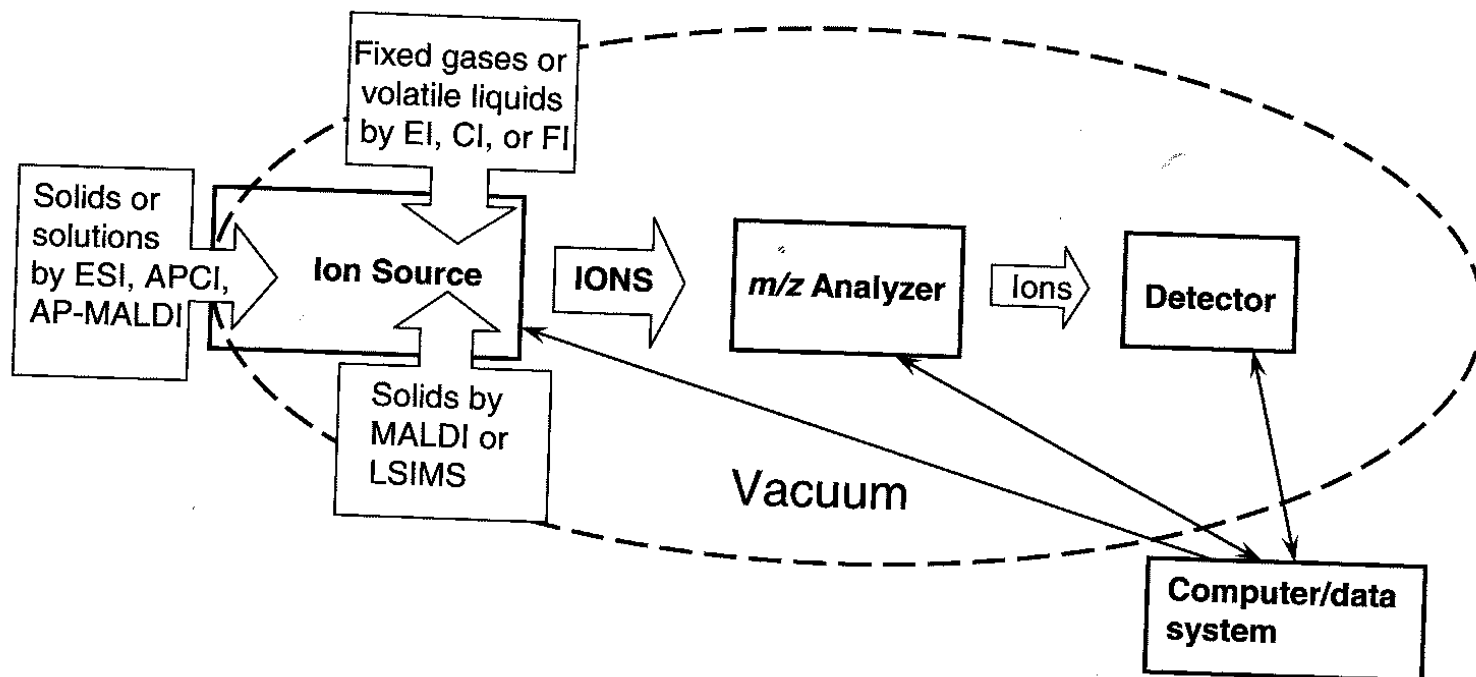 Fixed gases or
volatile liquids
by EI, CI, or FI
Solids or
solutions
by ESI, APCI,
AP-MALDI
Ion Source
IONS
m/z Analyzer
Ions
Detector
Solids by
MALDI or
LSIMS
Vacuum
Computer/data
system